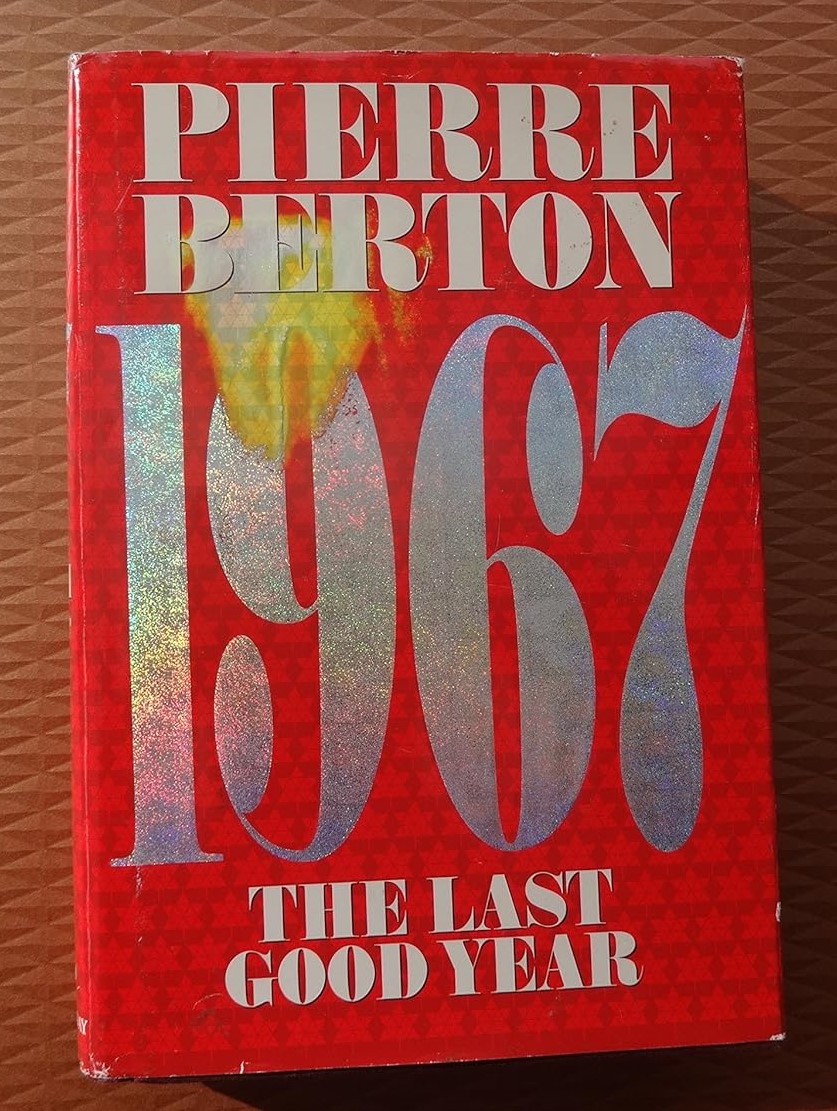 PIERRE
BERTON
1967
THE LAST
GOOD YEAR